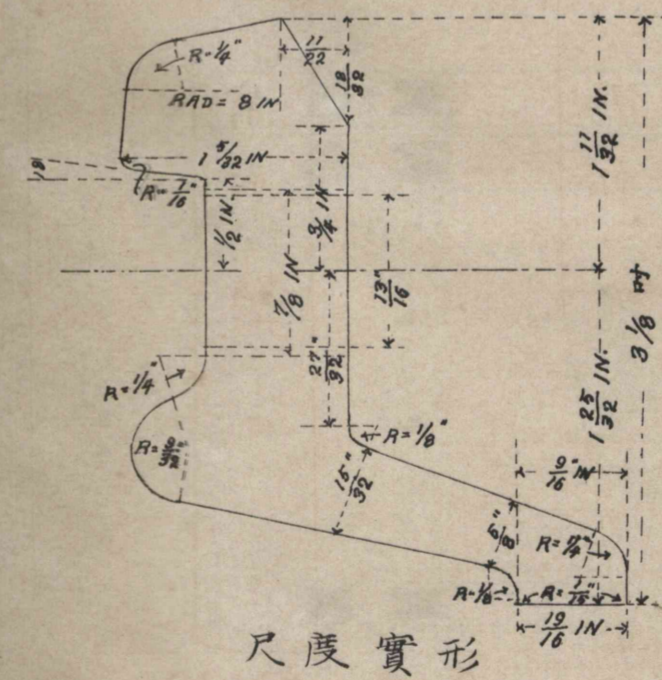 R=1/4"
RAD = 8 IN
11/22
18/32
1 11/32 IN.
1 5/32 IN
18
R=7/16"
1/2 IN.
3/4 IN
7/8 IN
13/16"
3 1/8 吋
27/32"
R=1/4"
R=9/32"
R=1/8"
1 25/32 IN.
15/32"
9/16" IN
5/8"
R=1/4"
R=1/8"
19/16 IN
尺度實形